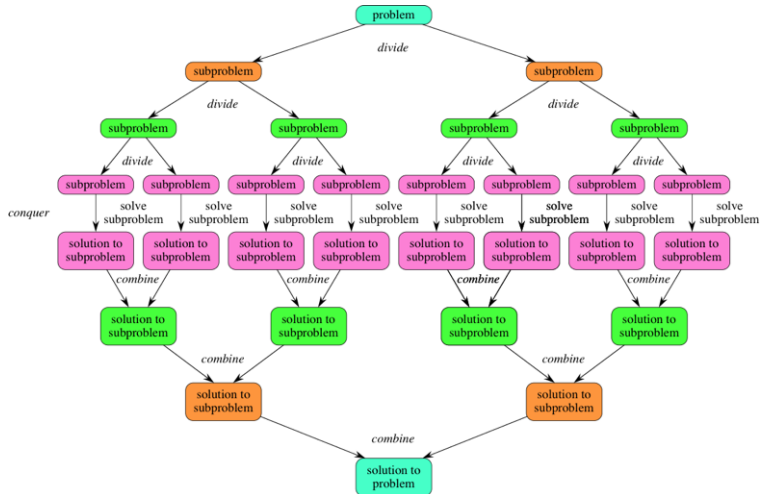 problem
divide
subproblem subproblem
divide divide
subproblem subproblem subproblem subproblem
divide divide divide divide
subproblem subproblem subproblem subproblem subproblem subproblem subproblem subproblem
solve solve solve solve solve solve solve solve
conquer subproblem subproblem subproblem subproblem subproblem subproblem subproblem subproblem
solution to solution to solution to solution to solution to solution to solution to solution to
subproblem subproblem subproblem subproblem subproblem subproblem subproblem subproblem
combine combine combine combine
solution to solution to solution to solution to
subproblem subproblem subproblem subproblem
combine combine
solution to solution to
subproblem subproblem
combine
solution to
problem